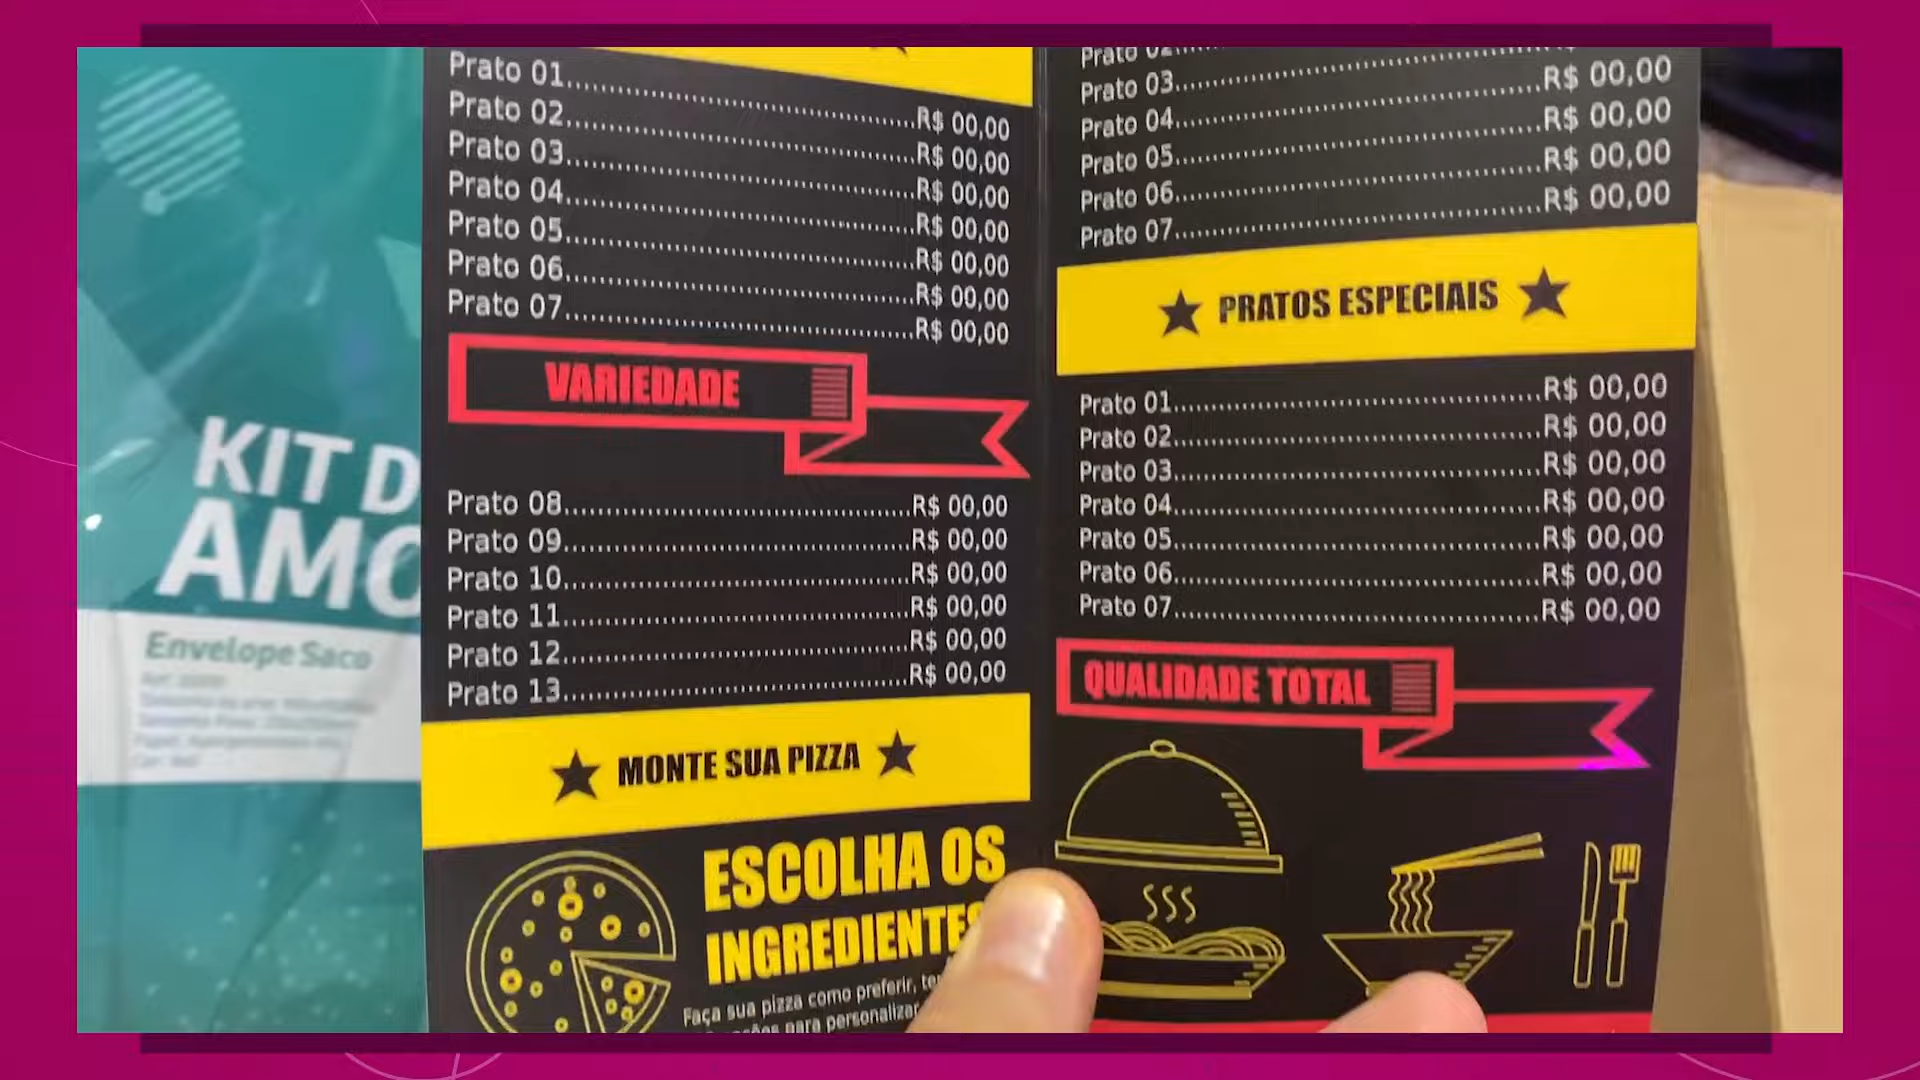 KIT D
AMO
Envelope Saco
Prato 01..........R$ 00,00
Prato 02..........R$ 00,00
Prato 03..........R$ 00,00
Prato 04..........R$ 00,00
Prato 05..........R$ 00,00
Prato 06..........R$ 00,00
Prato 07..........R$ 00,00
VARIEDADE
Prato 08..........R$ 00,00
Prato 09..........R$ 00,00
Prato 10..........R$ 00,00
Prato 11..........R$ 00,00
Prato 12..........R$ 00,00
Prato 13..........R$ 00,00
MONTE SUA PIZZA
ESCOLHA OS
INGREDIENTES
Faça sua pizza como preferir,
para personalizar
Prato 02
Prato 03..........R$ 00,00
Prato 04..........R$ 00,00
Prato 05..........R$ 00,00
Prato 06..........R$ 00,00
Prato 07..........
PRATOS ESPECIAIS
Prato 01..........R$ 00,00
Prato 02..........R$ 00,00
Prato 03..........R$ 00,00
Prato 04..........R$ 00,00
Prato 05..........R$ 00,00
Prato 06..........R$ 00,00
Prato 07..........R$ 00,00
QUALIDADE TOTAL